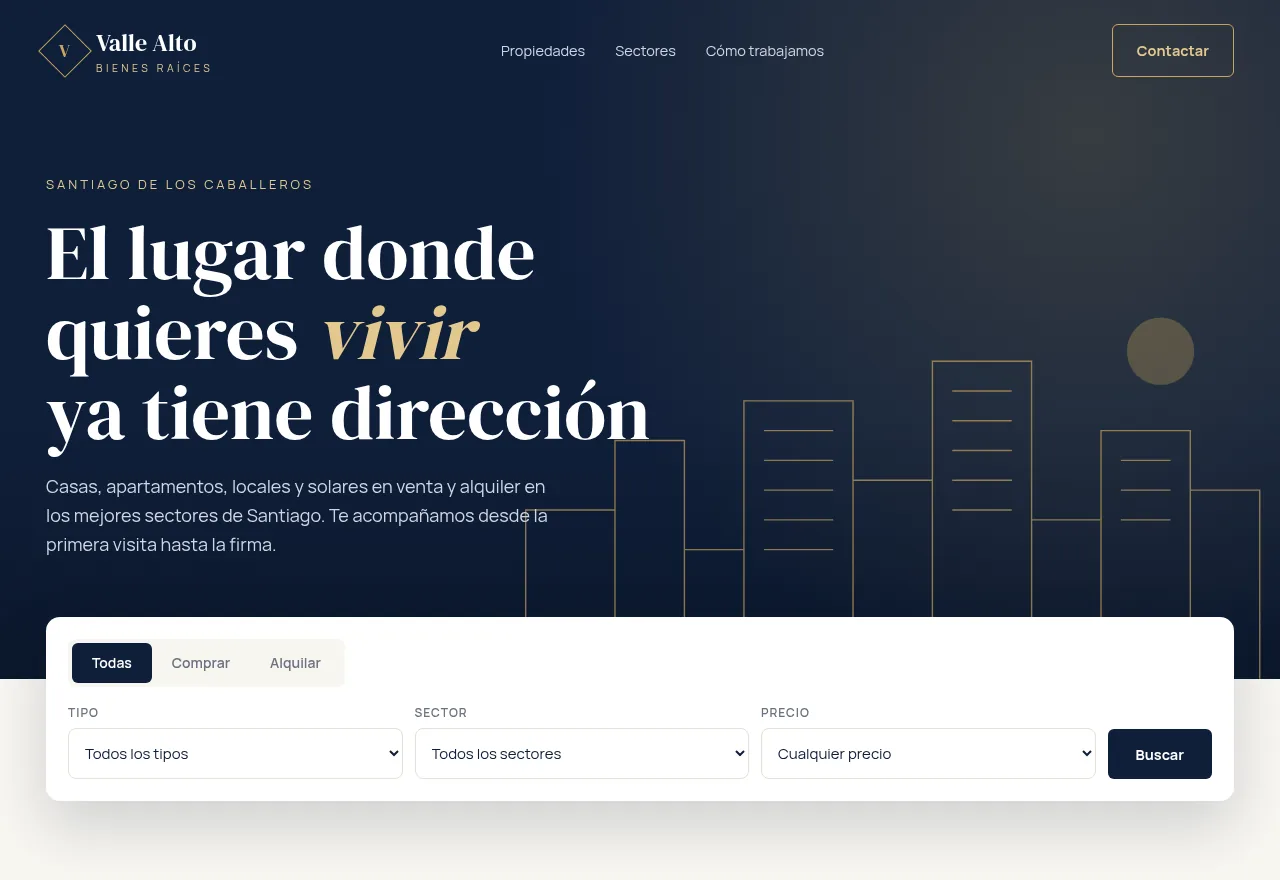 V
Valle Alto
BIENES RAÍCES
Propiedades
Sectores
Cómo trabajamos
Contactar
SANTIAGO DE LOS CABALLEROS
El lugar donde
quieres vivir
ya tiene dirección
Casas, apartamentos, locales y solares en venta y alquiler en
los mejores sectores de Santiago. Te acompañamos desde la
primera visita hasta la firma.
Todas
Comprar
Alquilar
TIPO
SECTOR
PRECIO
Todos los tipos
Todos los sectores
Cualquier precio
Buscar